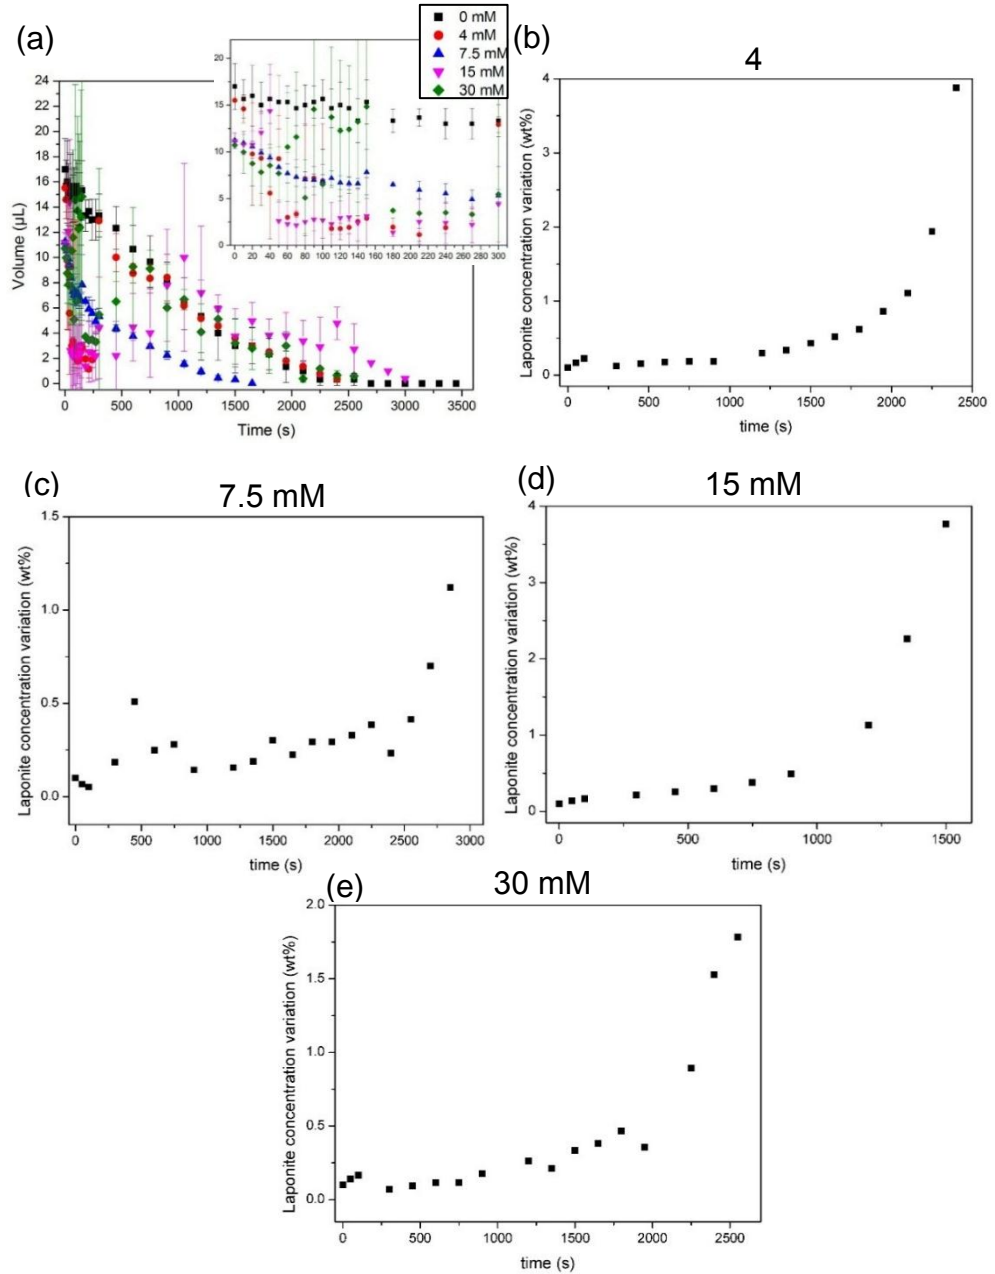 (a)
0 mM
4 mM
7.5 mM
15 mM
30 mM
24
22
20
18
16
14
12
10
8
6
4
2
0
Volume (µL)
0 500 1000 1500 2000 2500 3000 3500
Time (s)
20
15
10
5
0
0 20 40 60 80 100 120 140 160 180 200 220 240 260 280 300
(b)
4
4
3
2
1
0
Laponite concentration variation (wt%)
0 500 1000 1500 2000 2500
time (s)
(c)
7.5 mM
1.5
1.0
0.5
0.0
Laponite concentration variation (wt%)
0 500 1000 1500 2000 2500 3000
time (s)
(d)
15 mM
4
3
2
1
0
Laponite concentration variation (wt%)
0 500 1000 1500
time (s)
(e)
30 mM
2.0
1.5
1.0
0.5
0.0
Laponite concentration variation (wt%)
0 500 1000 1500 2000 2500
time (s)